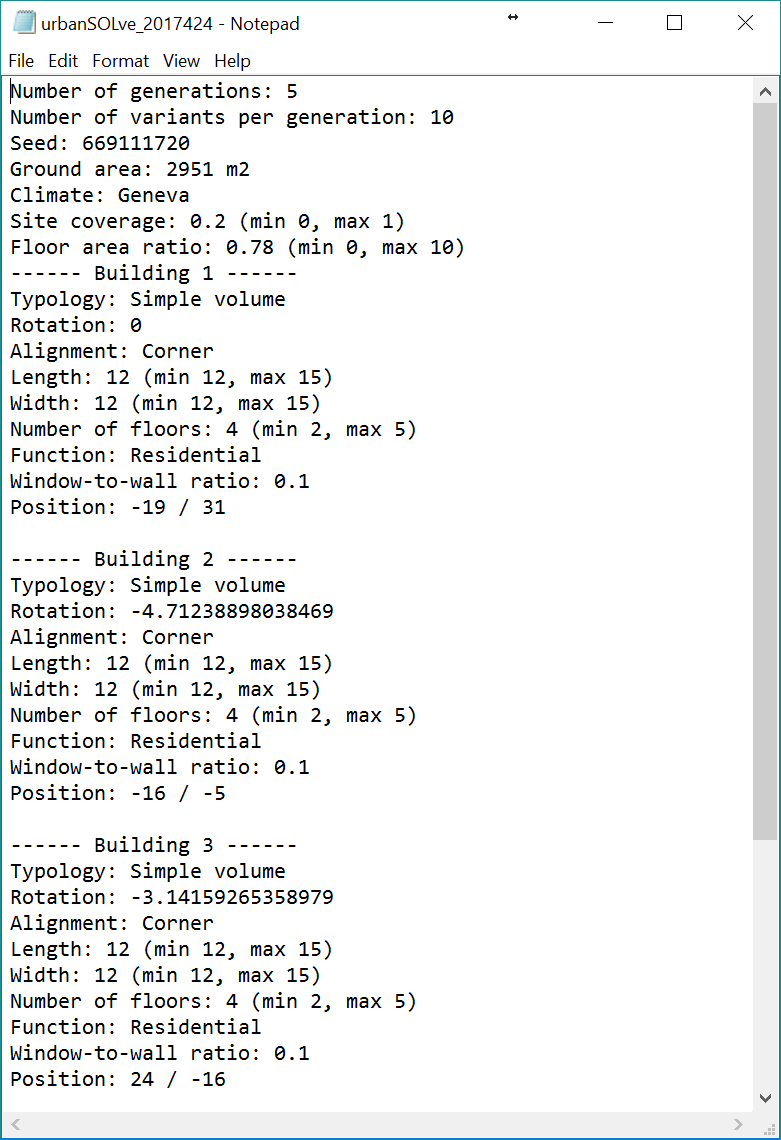 urbanSOLve_2017424 - Notepad
File Edit Format View Help
Number of generations: 5
Number of variants per generation: 10
Seed: 669111720
Ground area: 2951 m2
Climate: Geneva
Site coverage: 0.2 (min 0, max 1)
Floor area ratio: 0.78 (min 0, max 10)
------ Building 1 ------
Typology: Simple volume
Rotation: 0
Alignment: Corner
Length: 12 (min 12, max 15)
Width: 12 (min 12, max 15)
Number of floors: 4 (min 2, max 5)
Function: Residential
Window-to-wall ratio: 0.1
Position: -19 / 31

------ Building 2 ------
Typology: Simple volume
Rotation: -4.71238898038469
Alignment: Corner
Length: 12 (min 12, max 15)
Width: 12 (min 12, max 15)
Number of floors: 4 (min 2, max 5)
Function: Residential
Window-to-wall ratio: 0.1
Position: -16 / -5

------ Building 3 ------
Typology: Simple volume
Rotation: -3.14159265358979
Alignment: Corner
Length: 12 (min 12, max 15)
Width: 12 (min 12, max 15)
Number of floors: 4 (min 2, max 5)
Function: Residential
Window-to-wall ratio: 0.1
Position: 24 / -16